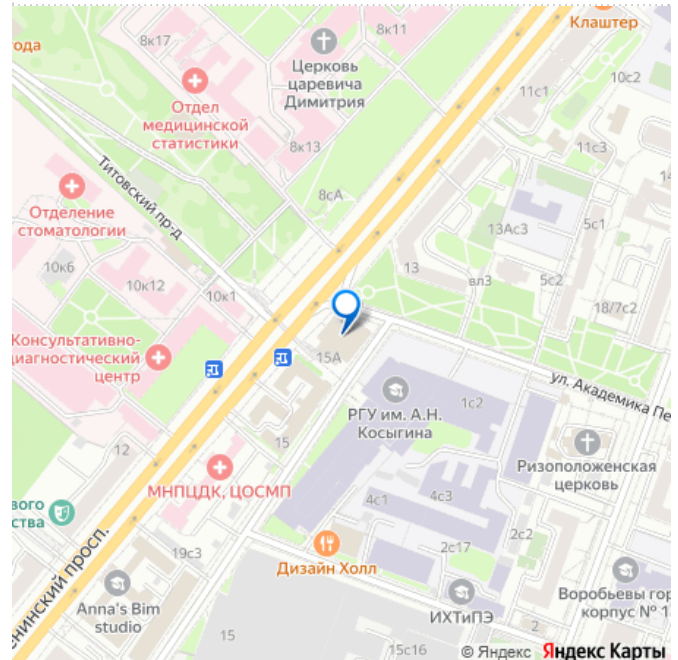 8к17
8к11
Клаштер
ода
Церковь
царевича
Димитрия
10с2
11с1
Отдел
медицинской
статистики
8к13
11с3
14
Титовский пр-д
8сА
Отделение
стоматологии
13Ас3
5с1
10к6
10к12
10к1
13
вл3
5с2
18/7с2
Консультативно-
диагностический
центр
15А
ул. Академика Пе
РГУ им. А.Н.
Косыгина
1с2
12
15
Ризоположенская
церковь
МНПЦДК, ЦОСМП
вого
ства
4с1
4с3
2с2
19с3
2с17
Дизайн Холл
нинский просп.
Anna's Bim
studio
ИХТиПЭ
Воробьевы гор
корпус № 1
15
15с16
2
© Яндекс Яндекс Карты